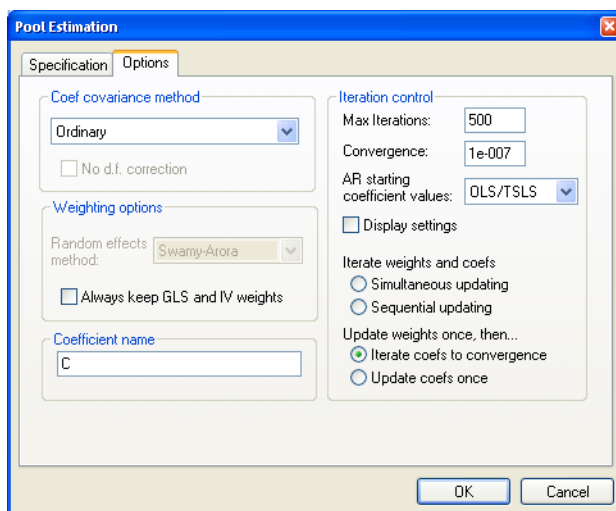 Pool Estimation
Specification
Options
Coef covariance method
Ordinary
No d.f. correction
Weighting options
Random effects
method:
Swamy-Arora
Always keep GLS and IV weights
Coefficient name
C
Iteration control
Max Iterations:
500
Convergence:
1e-007
AR starting
coefficient values:
OLS/TSLS
Display settings
Iterate weights and coefs
Simultaneous updating
Sequential updating
Update weights once, then...
Iterate coefs to convergence
Update coefs once
OK
Cancel